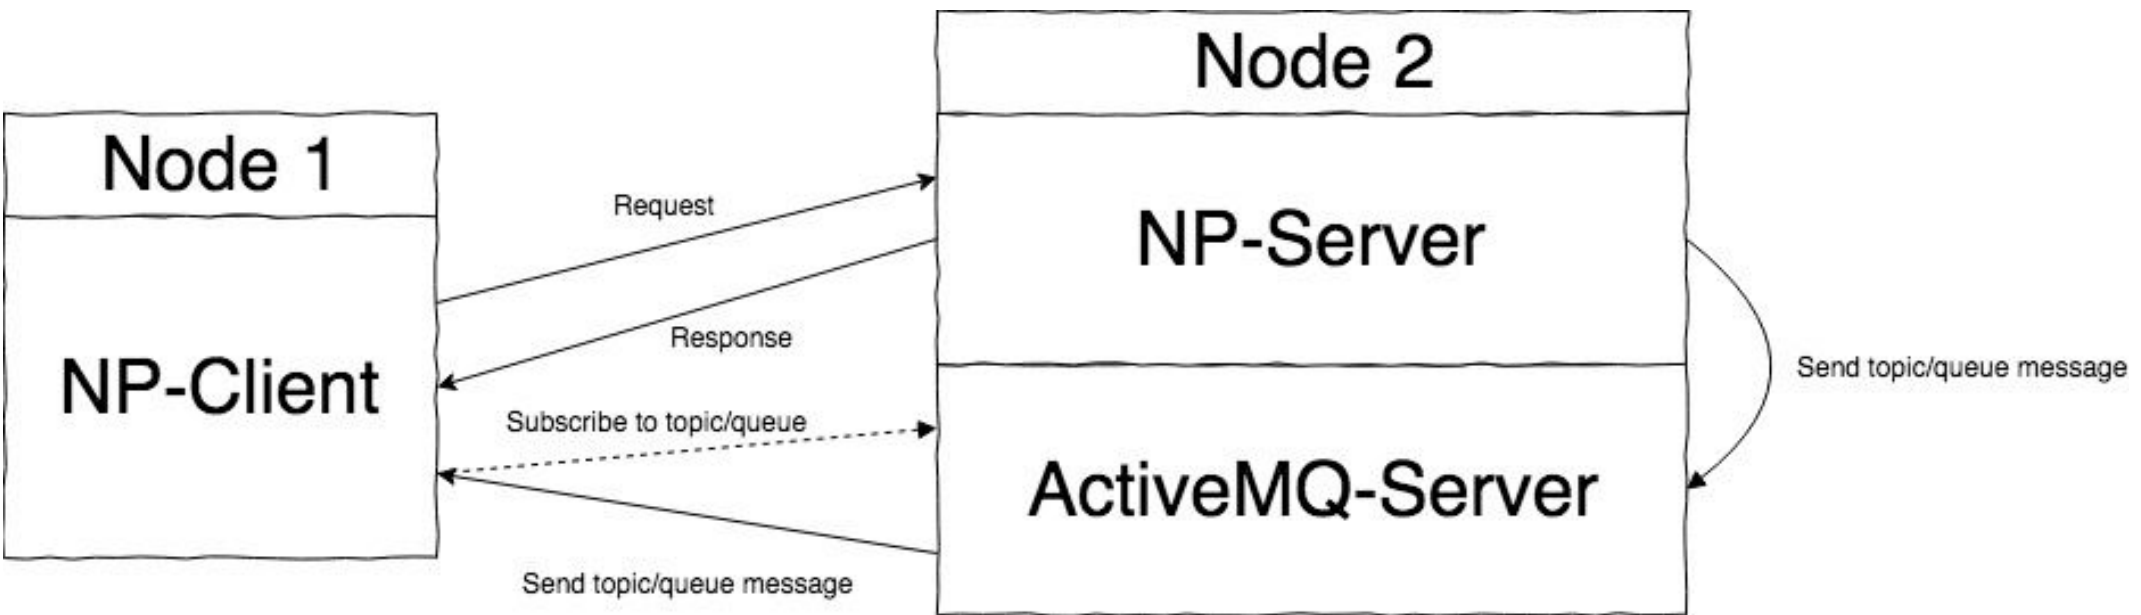 Node 1
NP-Client
Request
Response
Subscribe to topic/queue
Send topic/queue message
Node 2
NP-Server
ActiveMQ-Server
Send topic/queue message